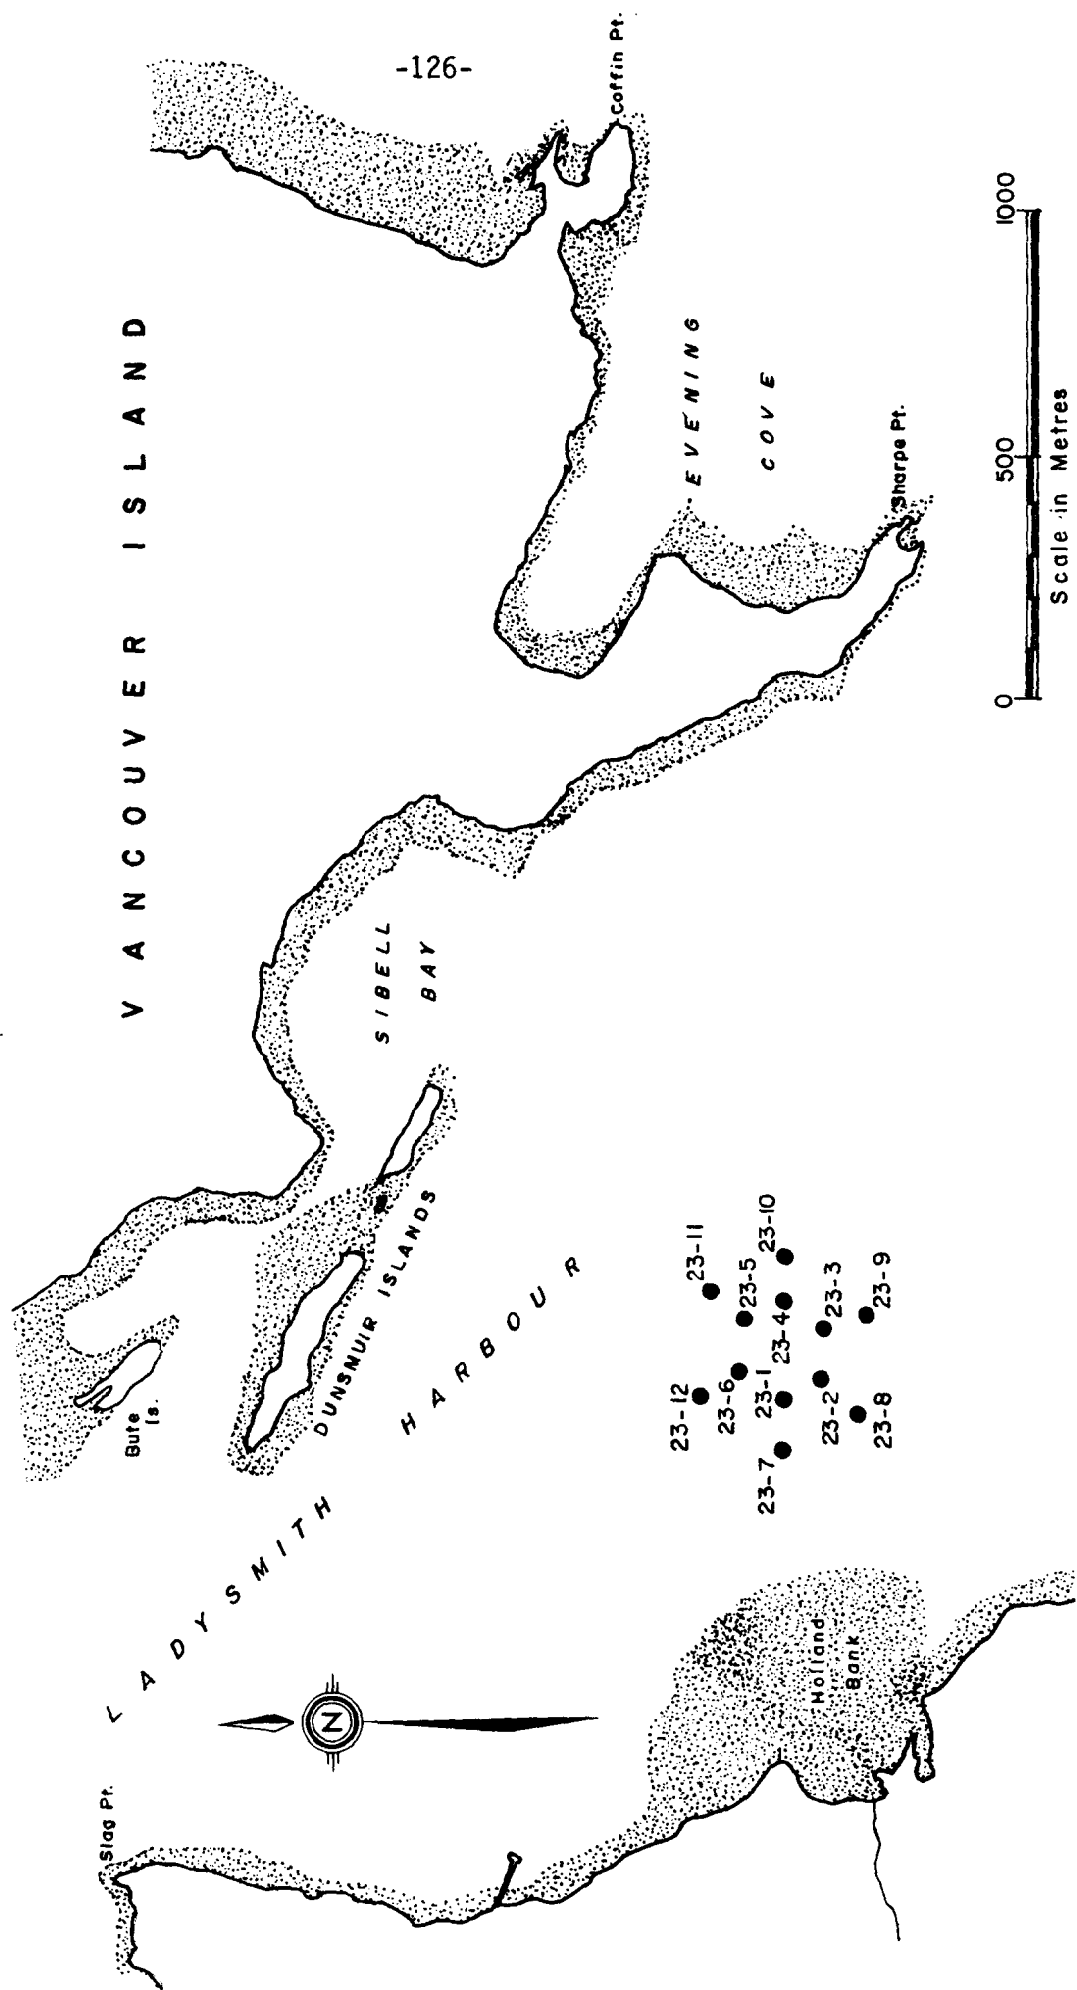 -126-
VANCOUVER ISLAND
Coffin Pt.
EVENING
COVE
Sharpe Pt.
SIBELL
BAY
DUNSMUIR ISLANDS
Bute
Is.
LADYSMITH HARBOUR
Slag Pt.
N
Holland
Bank
23-11
23-5
23-10
23-12
23-6
23-1
23-4
23-3
23-9
23-7
23-2
23-8
0 500 1000
Scale in Metres